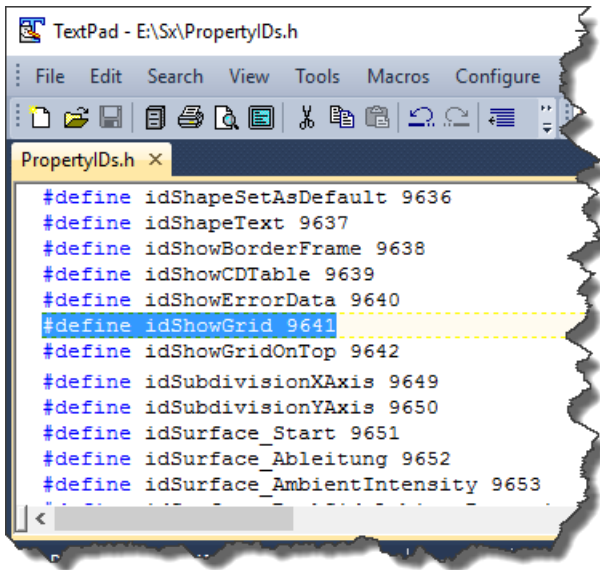 TextPad - E:\Sx\PropertyIDs.h
File Edit Search View Tools Macros Configure
PropertyIDs.h ×
#define idShapeSetAsDefault 9636
#define idShapeText 9637
#define idShowBorderFrame 9638
#define idShowCDTable 9639
#define idShowErrorData 9640
#define idShowGrid 9641
#define idShowGridOnTop 9642
#define idSubdivisionXAxis 9649
#define idSubdivisionYAxis 9650
#define idSurface_Start 9651
#define idSurface_Ableitung 9652
#define idSurface_AmbientIntensity 9653